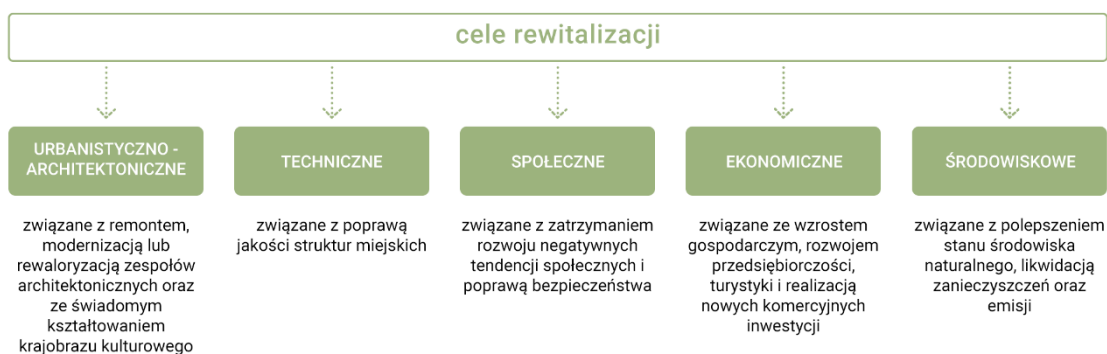 cele rewitalizacji
URBANISTYCZNO -
ARCHITEKTONICZNE
związane z remontem,
modernizacją lub
rewaloryzacją zespołów
architektonicznych oraz
ze świadomym
kształtowaniem
krajobrazu kulturowego
TECHNICZNE
związane z poprawą
jakości struktur miejskich
SPOŁECZNE
związane z zatrzymaniem
rozwoju negatywnych
tendencji społecznych i
poprawą bezpieczeństwa
EKONOMICZNE
związane ze wzrostem
gospodarczym, rozwojem
przedsiębiorczości,
turystyki i realizacją
nowych komercyjnych
inwestycji
ŚRODOWISKOWE
związane z polepszeniem
stanu środowiska
naturalnego, likwidacją
zanieczyszczeń oraz
emisji